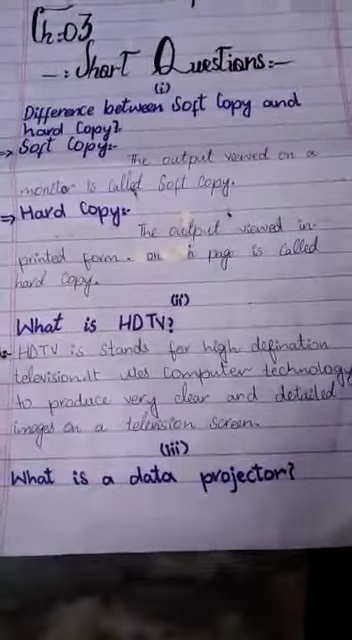 Ch:03
-: Short Questions:-
(i)
Difference between Soft Copy and
hard Copy?
=> Soft Copy:-
The output viewed on a
monitor is called Soft Copy.
=> Hard Copy:-
The output viewed in
printed form. on a page is called
hard copy.
(ii)
What is HDTV?
:- HDTV is stands for high defination
television.It uses computer technology
to produce very clear and detailed
images on a television screen.
(iii)
What is a data projector?